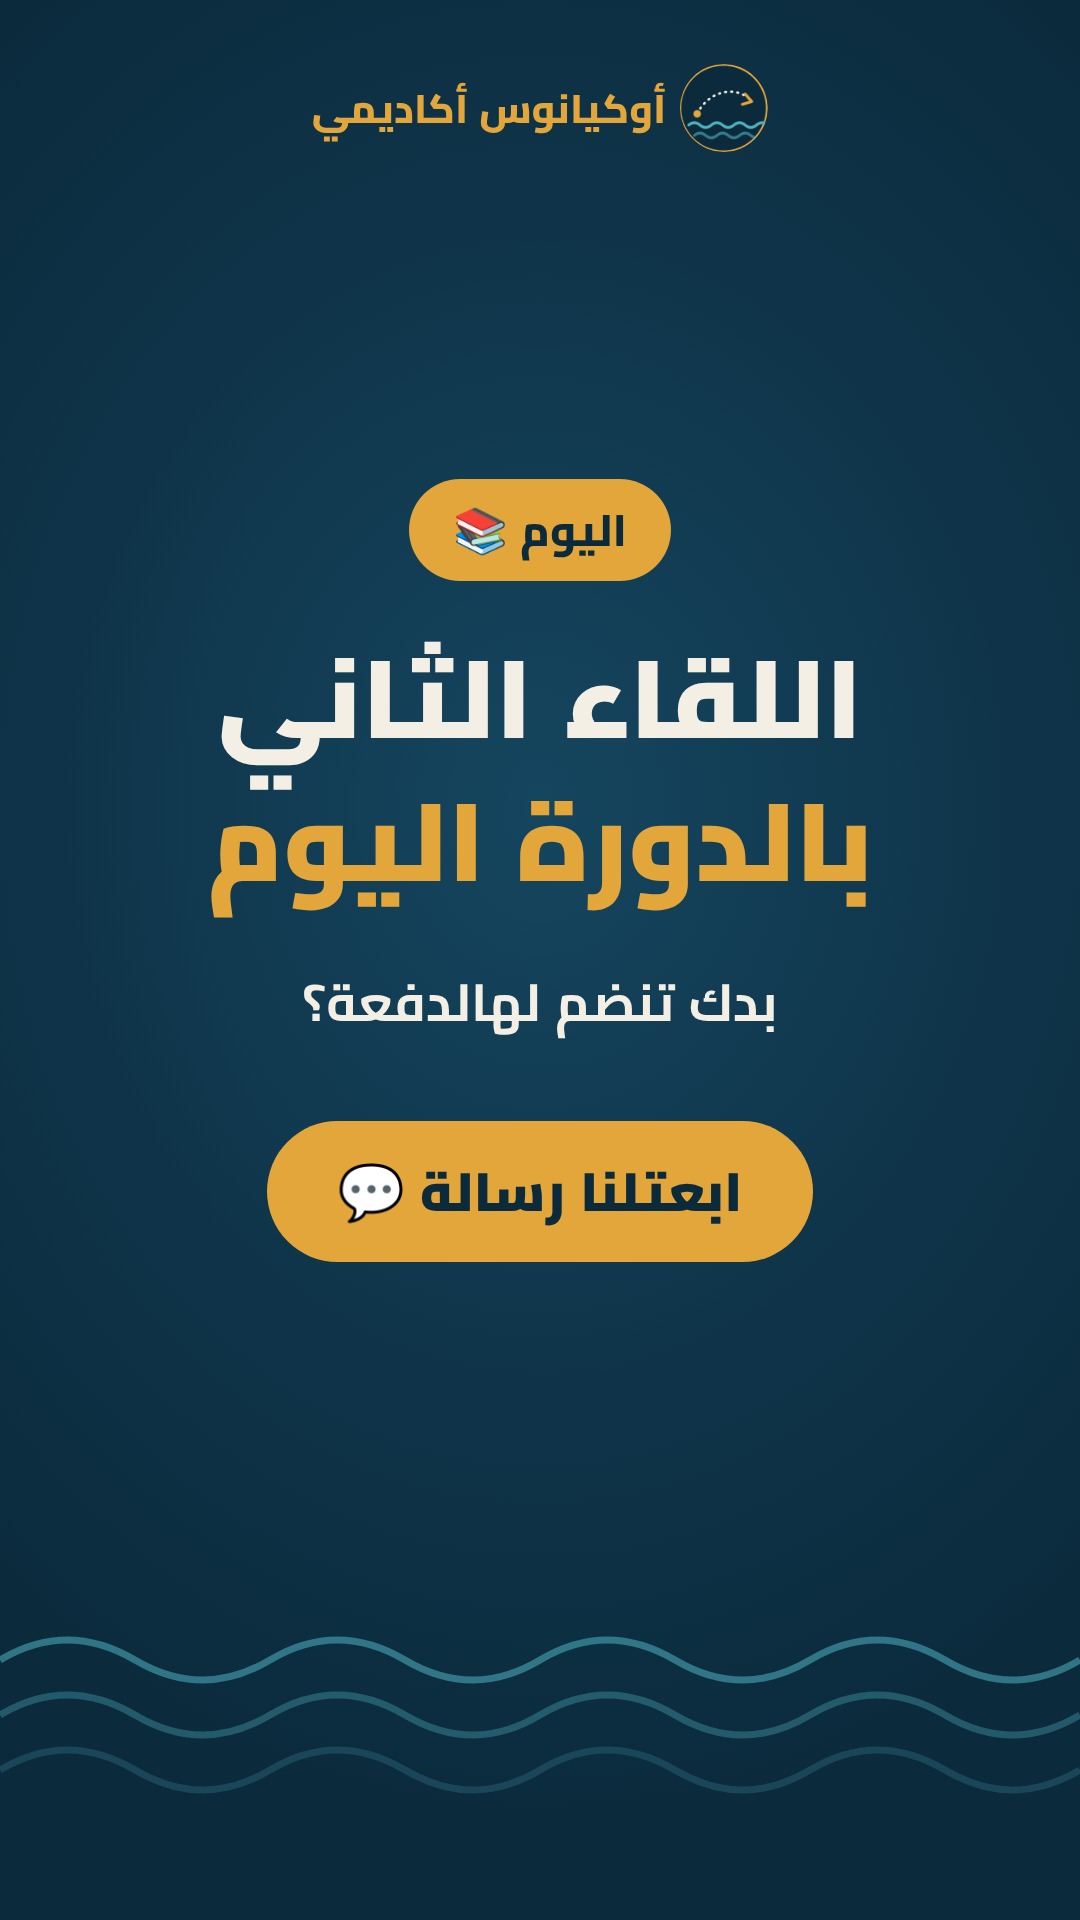 أوكيانوس أكاديمي
اليوم 📚
اللقاء الثاني
بالدورة اليوم
بدك تنضم لهالدفعة؟
ابعتلنا رسالة 💬